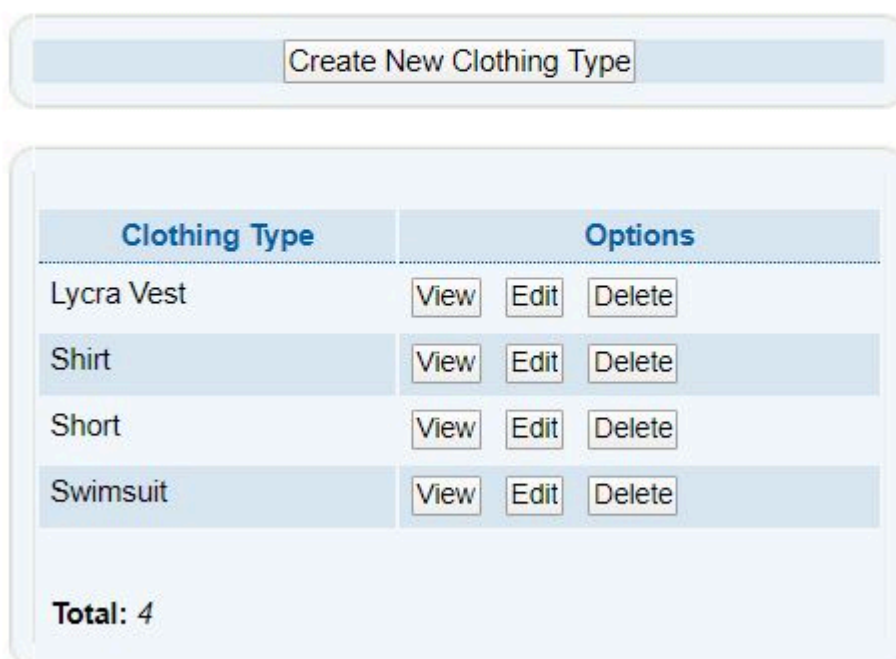 Create New Clothing Type
Clothing Type Options
Lycra Vest View Edit Delete
Shirt View Edit Delete
Short View Edit Delete
Swimsuit View Edit Delete
Total: 4